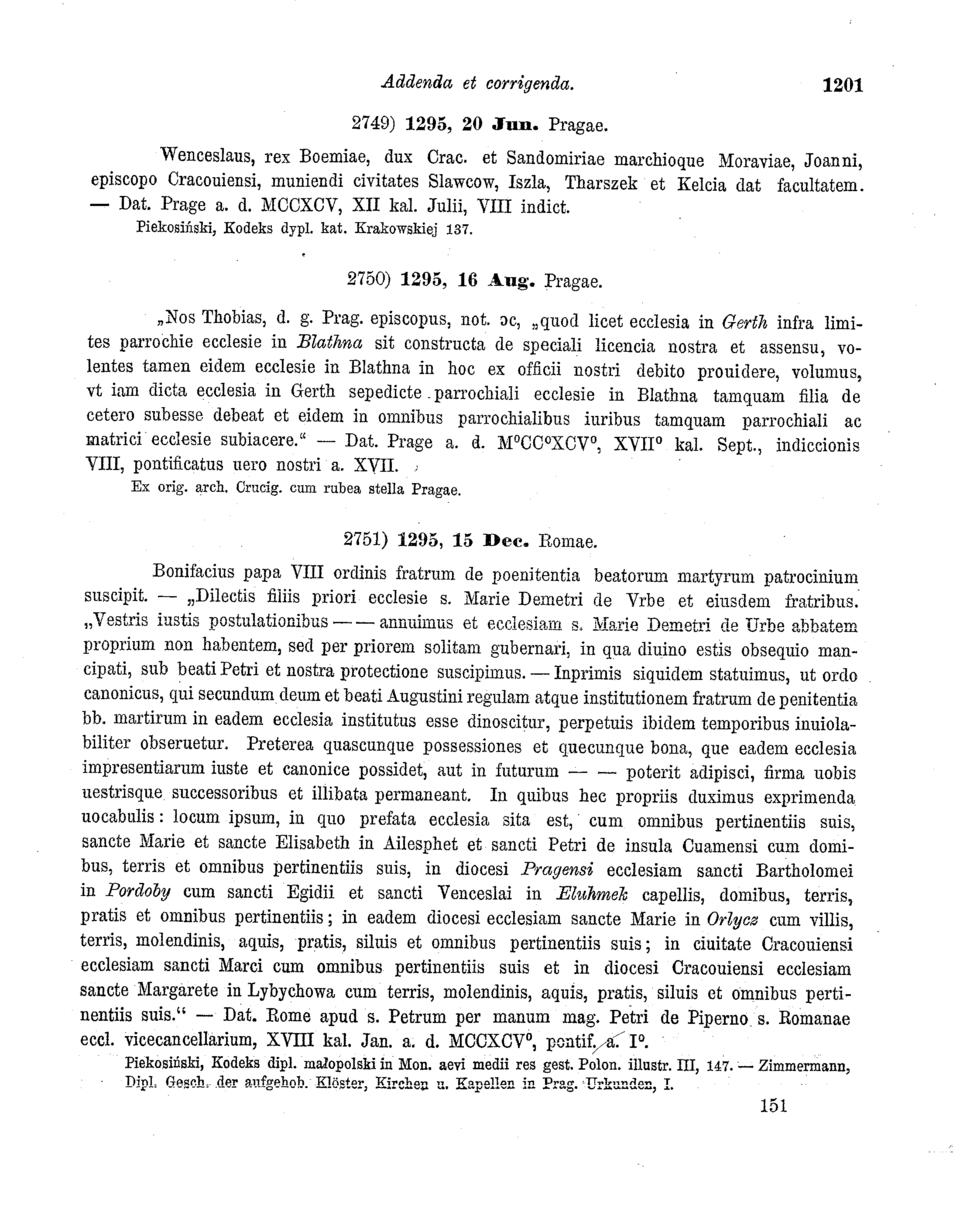 Addenda et corrigenda. 1201
2749) 1295, 20 Jun. Pragae.
Wenceslaus, rex Boemiae, dux Crac. et Sandomiriae marchioque Moraviae, Joanni,
episcopo Cracouiensi, muniendi civitates Slawcow, Iszla, Tharszek et Kelcia dat facultatem.
— Dat. Prage a. d. MCCXCV, XII kal. Julii, VIII indict.
Piekosiński, Kodeks dypl. kat. Krakowskiej 137.
2750) 1295, 16 Aug. Pragae.
„Nos Thobias, d. g. Prag. episcopus, not. ɔc, „quod licet ecclesia in Gerth infra limi-
tes parrochie ecclesie in Blathna sit constructa de speciali licencia nostra et assensu, vo-
lentes tamen eidem ecclesie in Blathna in hoc ex officii nostri debito prouidere, volumus,
vt iam dicta ecclesia in Gerth sepedicte parrochiali ecclesie in Blathna tamquam filia de
cetero subesse debeat et eidem in omnibus parrochialibus iuribus tamquam parrochiali ac
matrici ecclesie subiacere.“ — Dat. Prage a. d. M⁰CC⁰XCV⁰, XVII⁰ kal. Sept., indiccionis
VIII, pontificatus uero nostri a. XVII.
Ex orig. arch. Crucig. cum rubea stella Pragae.
2751) 1295, 15 Dec. Romae.
Bonifacius papa VIII ordinis fratrum de poenitentia beatorum martyrum patrocinium
suscipit. — „Dilectis filiis priori ecclesie s. Marie Demetri de Vrbe et eiusdem fratribus.
„Vestris iustis postulationibus — — annuimus et ecclesiam s. Marie Demetri de Urbe abbatem
proprium non habentem, sed per priorem solitam gubernari, in qua diuino estis obsequio man-
cipati, sub beati Petri et nostra protectione suscipimus. — Inprimis siquidem statuimus, ut ordo
canonicus, qui secundum deum et beati Augustini regulam atque institutionem fratrum de penitentia
bb. martirum in eadem ecclesia institutus esse dinoscitur, perpetuis ibidem temporibus inuiola-
biliter obseruetur. Preterea quascunque possessiones et quecunque bona, que eadem ecclesia
impresentiarum iuste et canonice possidet, aut in futurum — — poterit adipisci, firma uobis
uestrisque successoribus et illibata permaneant. In quibus hec propriis duximus exprimenda
uocabulis: locum ipsum, in quo prefata ecclesia sita est, cum omnibus pertinentiis suis,
sancte Marie et sancte Elisabeth in Ailesphet et sancti Petri de insula Cuamensi cum domi-
bus, terris et omnibus pertinentiis suis, in diocesi Pragensi ecclesiam sancti Bartholomei
in Pordoby cum sancti Egidii et sancti Venceslai in Eluhmek capellis, domibus, terris,
pratis et omnibus pertinentiis; in eadem diocesi ecclesiam sancte Marie in Orlycz cum villis,
terris, molendinis, aquis, pratis, siluis et omnibus pertinentiis suis; in ciuitate Cracouiensi
ecclesiam sancti Marci cum omnibus pertinentiis suis et in diocesi Cracouiensi ecclesiam
sancte Margarete in Lybychowa cum terris, molendinis, aquis, pratis, siluis et omnibus perti-
nentiis suis.“ — Dat. Rome apud s. Petrum per manum mag. Petri de Piperno s. Romanae
eccl. vicecancellarium, XVIII kal. Jan. a. d. MCCXCV⁰, pontif. a. I⁰.
Piekosiński, Kodeks dipl. małopolski in Mon. aevi medii res gest. Polon. illustr. III, 147. — Zimmermann,
Dipl. Gesch. der aufgehob. Klöster, Kirchen u. Kapellen in Prag. Urkunden, I.
151